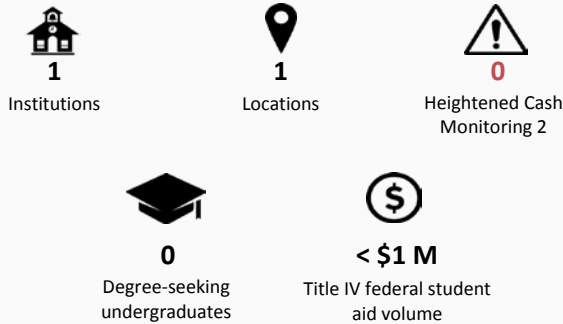 1
Institutions
1
Locations
0
Heightened Cash
Monitoring 2
0
Degree-seeking
undergraduates
$
< $1 M
Title IV federal student
aid volume